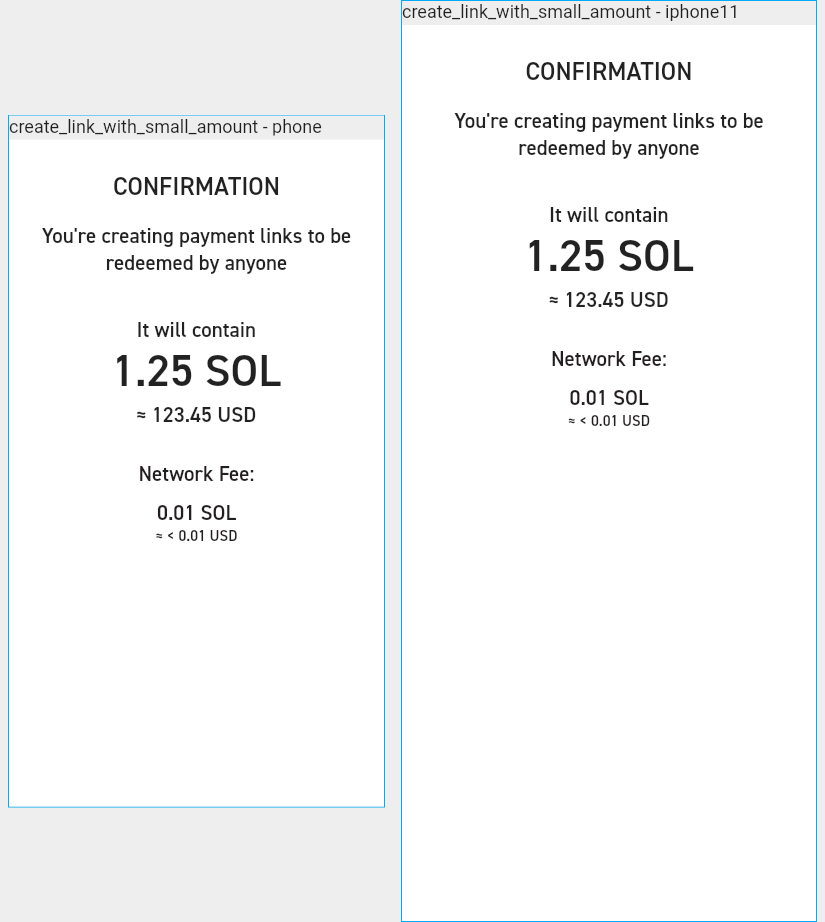 create_link_with_small_amount - phone
CONFIRMATION
You're creating payment links to be
redeemed by anyone
It will contain
1.25 SOL
≈ 123.45 USD
Network Fee:
0.01 SOL
≈ < 0.01 USD
create_link_with_small_amount - iphone11
CONFIRMATION
You're creating payment links to be
redeemed by anyone
It will contain
1.25 SOL
≈ 123.45 USD
Network Fee:
0.01 SOL
≈ < 0.01 USD